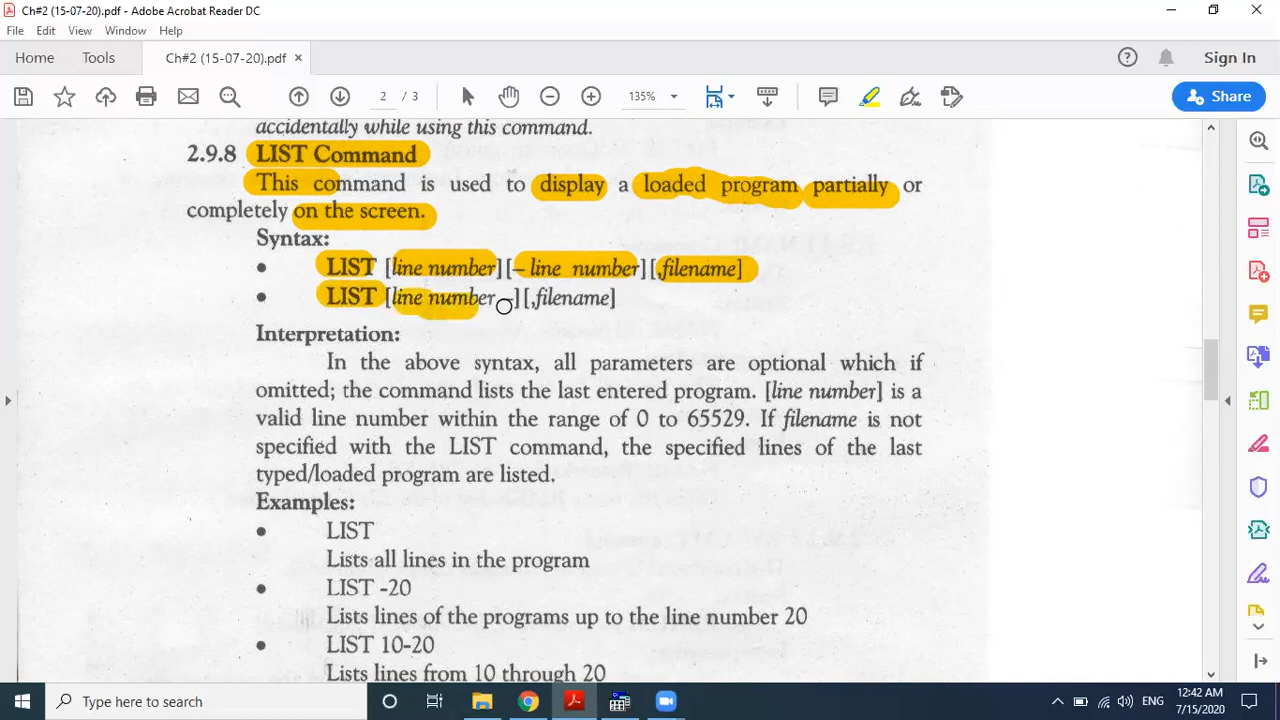 Ch#2 (15-07-20).pdf - Adobe Acrobat Reader DC
File Edit View Window Help
Home Tools Ch#2 (15-07-20).pdf × Sign In
2 / 3 135% Share
accidentally while using this command.
2.9.8 LIST Command
This command is used to display a loaded program partially or
completely on the screen.
Syntax:
• LIST [line number][– line number][,filename]
• LIST [line number –][,filename]
Interpretation:
In the above syntax, all parameters are optional which if
omitted; the command lists the last entered program. [line number] is a
valid line number within the range of 0 to 65529. If filename is not
specified with the LIST command, the specified lines of the last
typed/loaded program are listed.
Examples:
• LIST
Lists all lines in the program
• LIST -20
Lists lines of the programs up to the line number 20
• LIST 10-20
Lists lines from 10 through 20
Type here to search
ENG
12:42 AM
7/15/2020